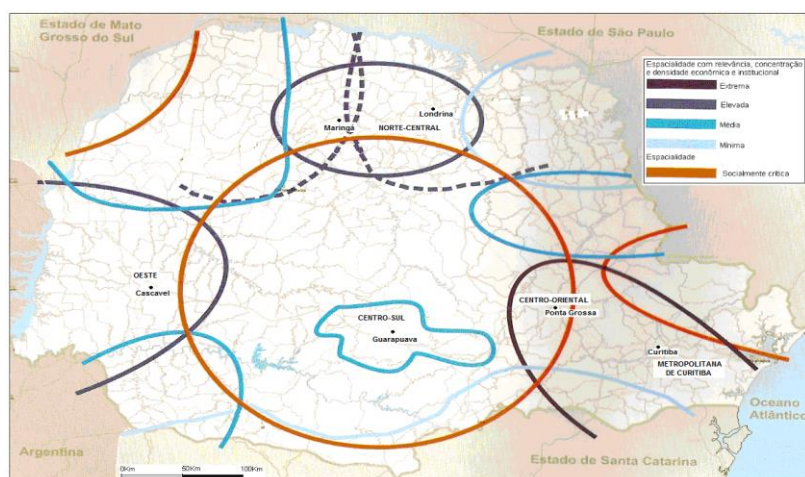 Estado de Mato
Grosso do Sul
Estado de São Paulo
Espacialidade com relevância, concentração
e densidade econômica e institucional
Extrema
Elevada
Média
Mínima
Espacialidade
Socialmente crítica
Londrina
Maringá
NORTE-CENTRAL
OESTE
Cascavel
CENTRO-SUL
Guarapuava
CENTRO-ORIENTAL
Ponta Grossa
Curitiba
METROPOLITANA
DE CURITIBA
Oceano
Atlântico
Argentina
Estado de Santa Catarina
0Km
50Km
100Km